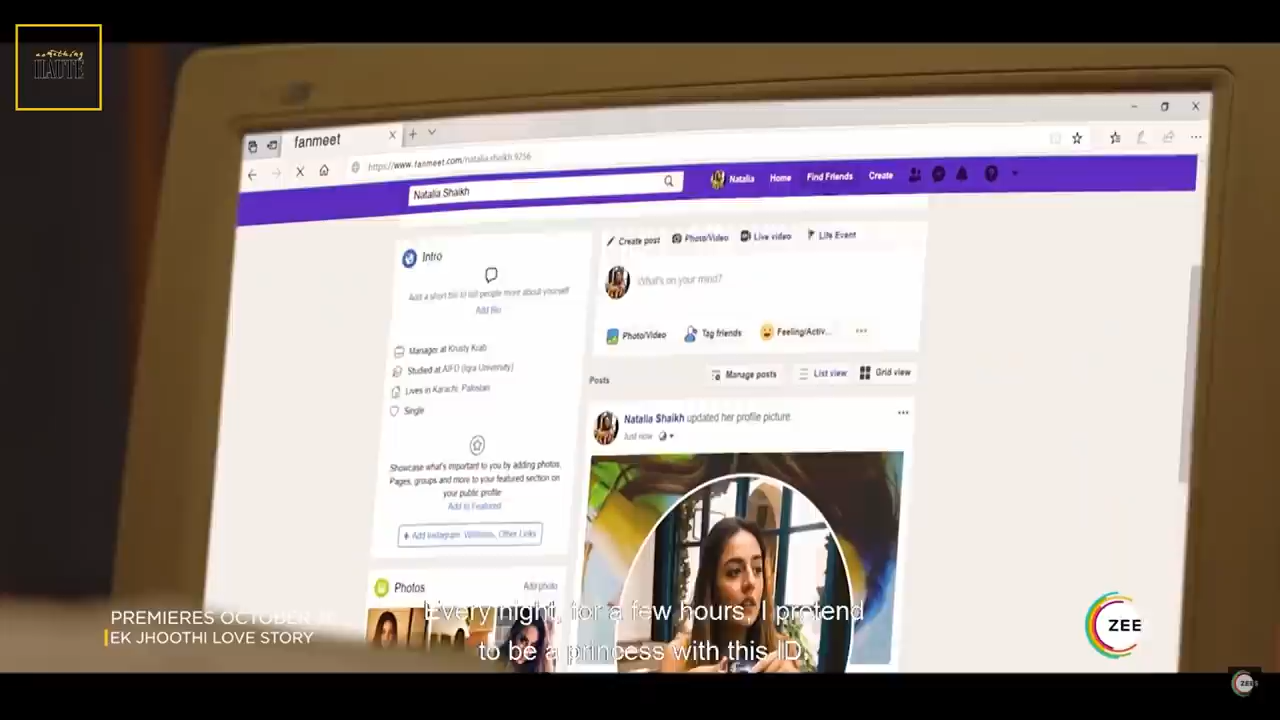 something
HAUTE
fanmeet
https://www.fanmeet.com/natalia.sheikh.9756
Natalia Shaikh
Natalia
Home
Find Friends
Create
Intro
Add a short bio to tell people more about yourself
Add Bio
Manager at Krusty Krab
Studied at AIFD (Iqra University)
Lives in Karachi, Pakistan
Single
Showcase what's important to you by adding photos,
Pages, groups and more to your featured section on
your public profile
Add to Featured
+ Add Instagram, Websites, Other Links
Photos
Add photo
Create post
Photo/Video
Live video
Life Event
What's on your mind?
Photo/Video
Tag friends
Feeling/Activ...
Posts
Manage posts
List view
Grid view
Natalia Shaikh updated her profile picture.
Just now
Every night, for a few hours, I pretend
to be a princess with this ID.
PREMIERES OCTOBER
EK JHOOTHI LOVE STORY
ZEE
ZEE5